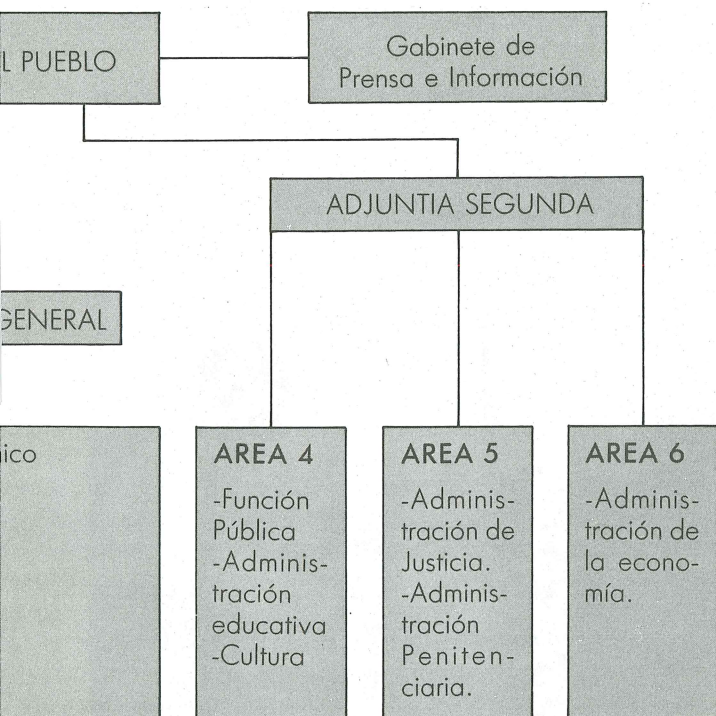 L PUEBLO
Gabinete de
Prensa e Información
ADJUNTIA SEGUNDA
GENERAL
ico
AREA 4
-Función
Pública
-Adminis-
tración
educativa
-Cultura
AREA 5
-Adminis-
tración de
Justicia.
-Adminis-
tración
Peniten-
ciaria.
AREA 6
-Adminis-
tración de
la econo-
mía.